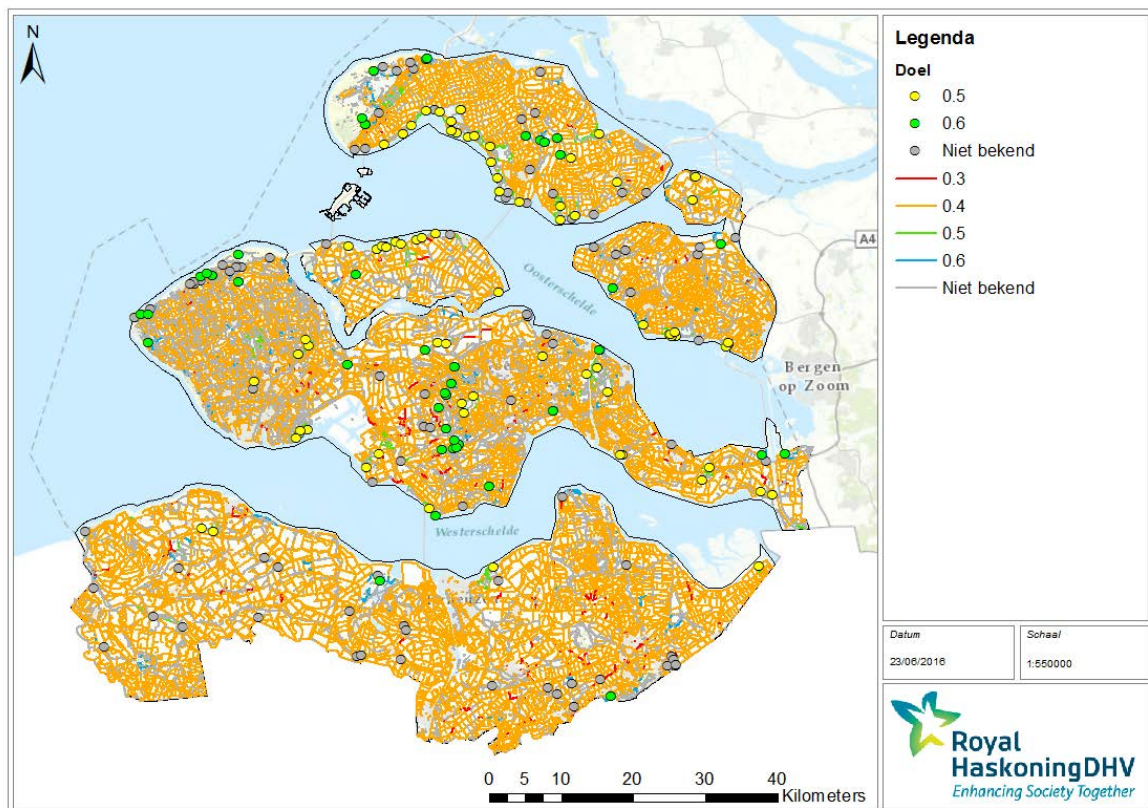 N
Oosterschelde
A4
Bergen
op Zoom
Westerschelde
0 5 10 20 30 40
Kilometers
Legenda
Doel
0.5
0.6
Niet bekend
0.3
0.4
0.5
0.6
Niet bekend
Datum
23/06/2016
Schaal
1:550000
Royal
HaskoningDHV
Enhancing Society Together